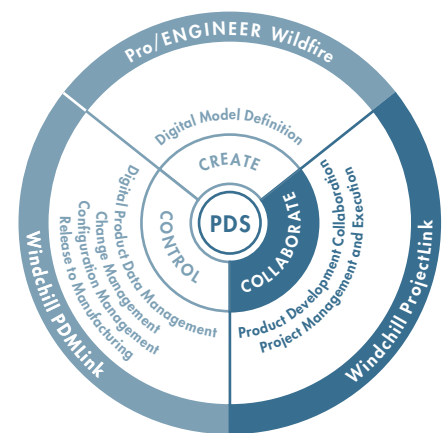 Pro/ENGINEER Wildfire
Digital Model Definition
CREATE
PDS
CONTROL
Digital Product Data Management
Change Management
Configuration Management
Release to Manufacturing
Windchill PDMLink
COLLABORATE
Product Development Collaboration
Project Management and Execution
Windchill ProjectLink